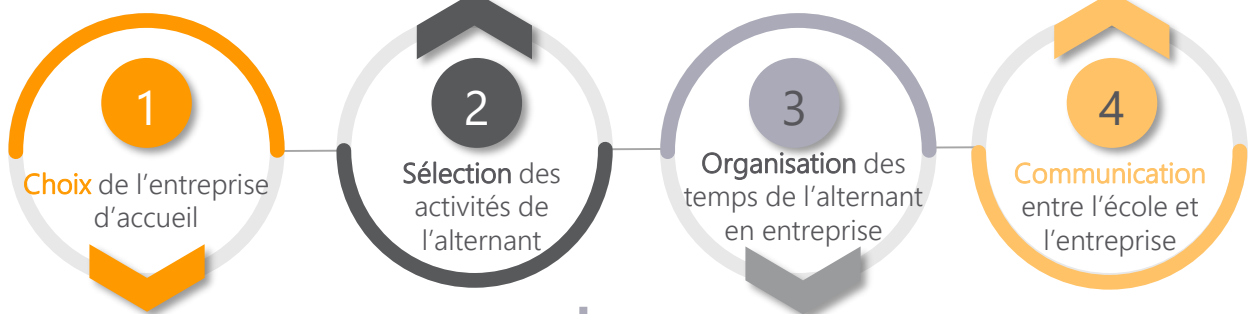 1
Choix de l'entreprise
d'accueil
2
Sélection des
activités de
l'alternant
3
Organisation des
temps de l'alternant
en entreprise
4
Communication
entre l'école et
l'entreprise